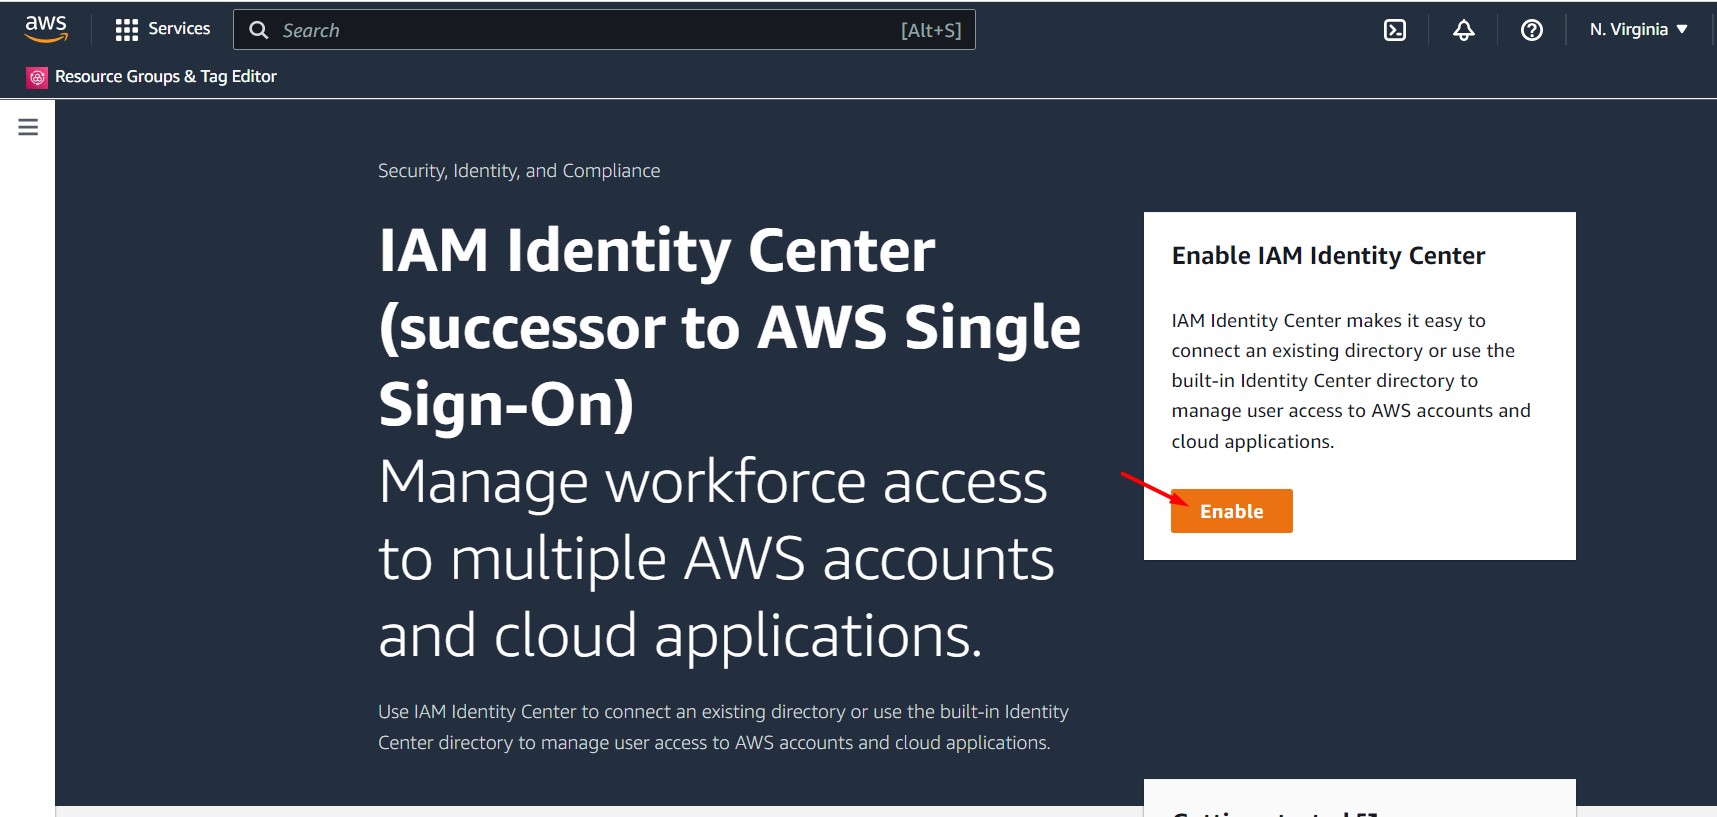 aws
Services
Search
[Alt+S]
N. Virginia
Resource Groups & Tag Editor
Security, Identity, and Compliance
IAM Identity Center
(successor to AWS Single
Sign-On)
Manage workforce access
to multiple AWS accounts
and cloud applications.
Use IAM Identity Center to connect an existing directory or use the built-in Identity
Center directory to manage user access to AWS accounts and cloud applications.
Enable IAM Identity Center
IAM Identity Center makes it easy to
connect an existing directory or use the
built-in Identity Center directory to
manage user access to AWS accounts and
cloud applications.
Enable